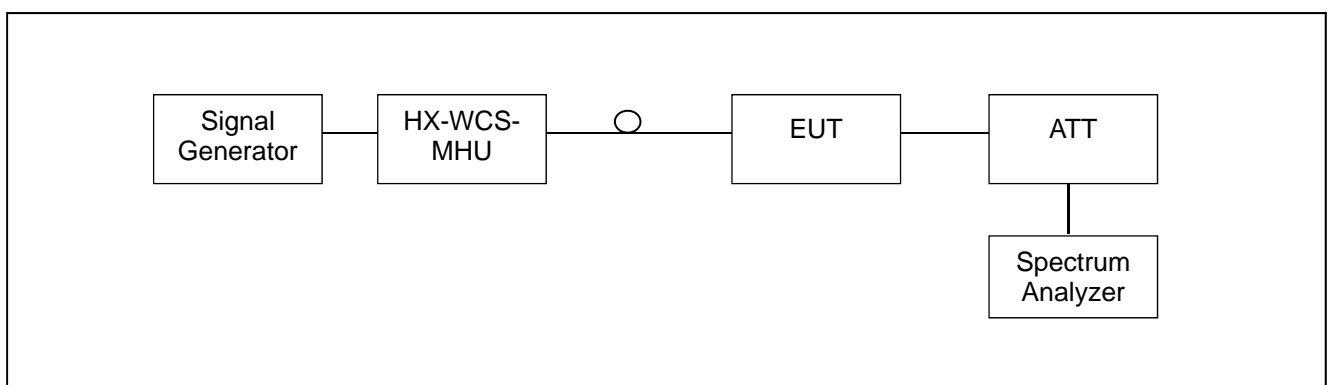 Signal
Generator
HX-WCS-
MHU
EUT
ATT
Spectrum
Analyzer